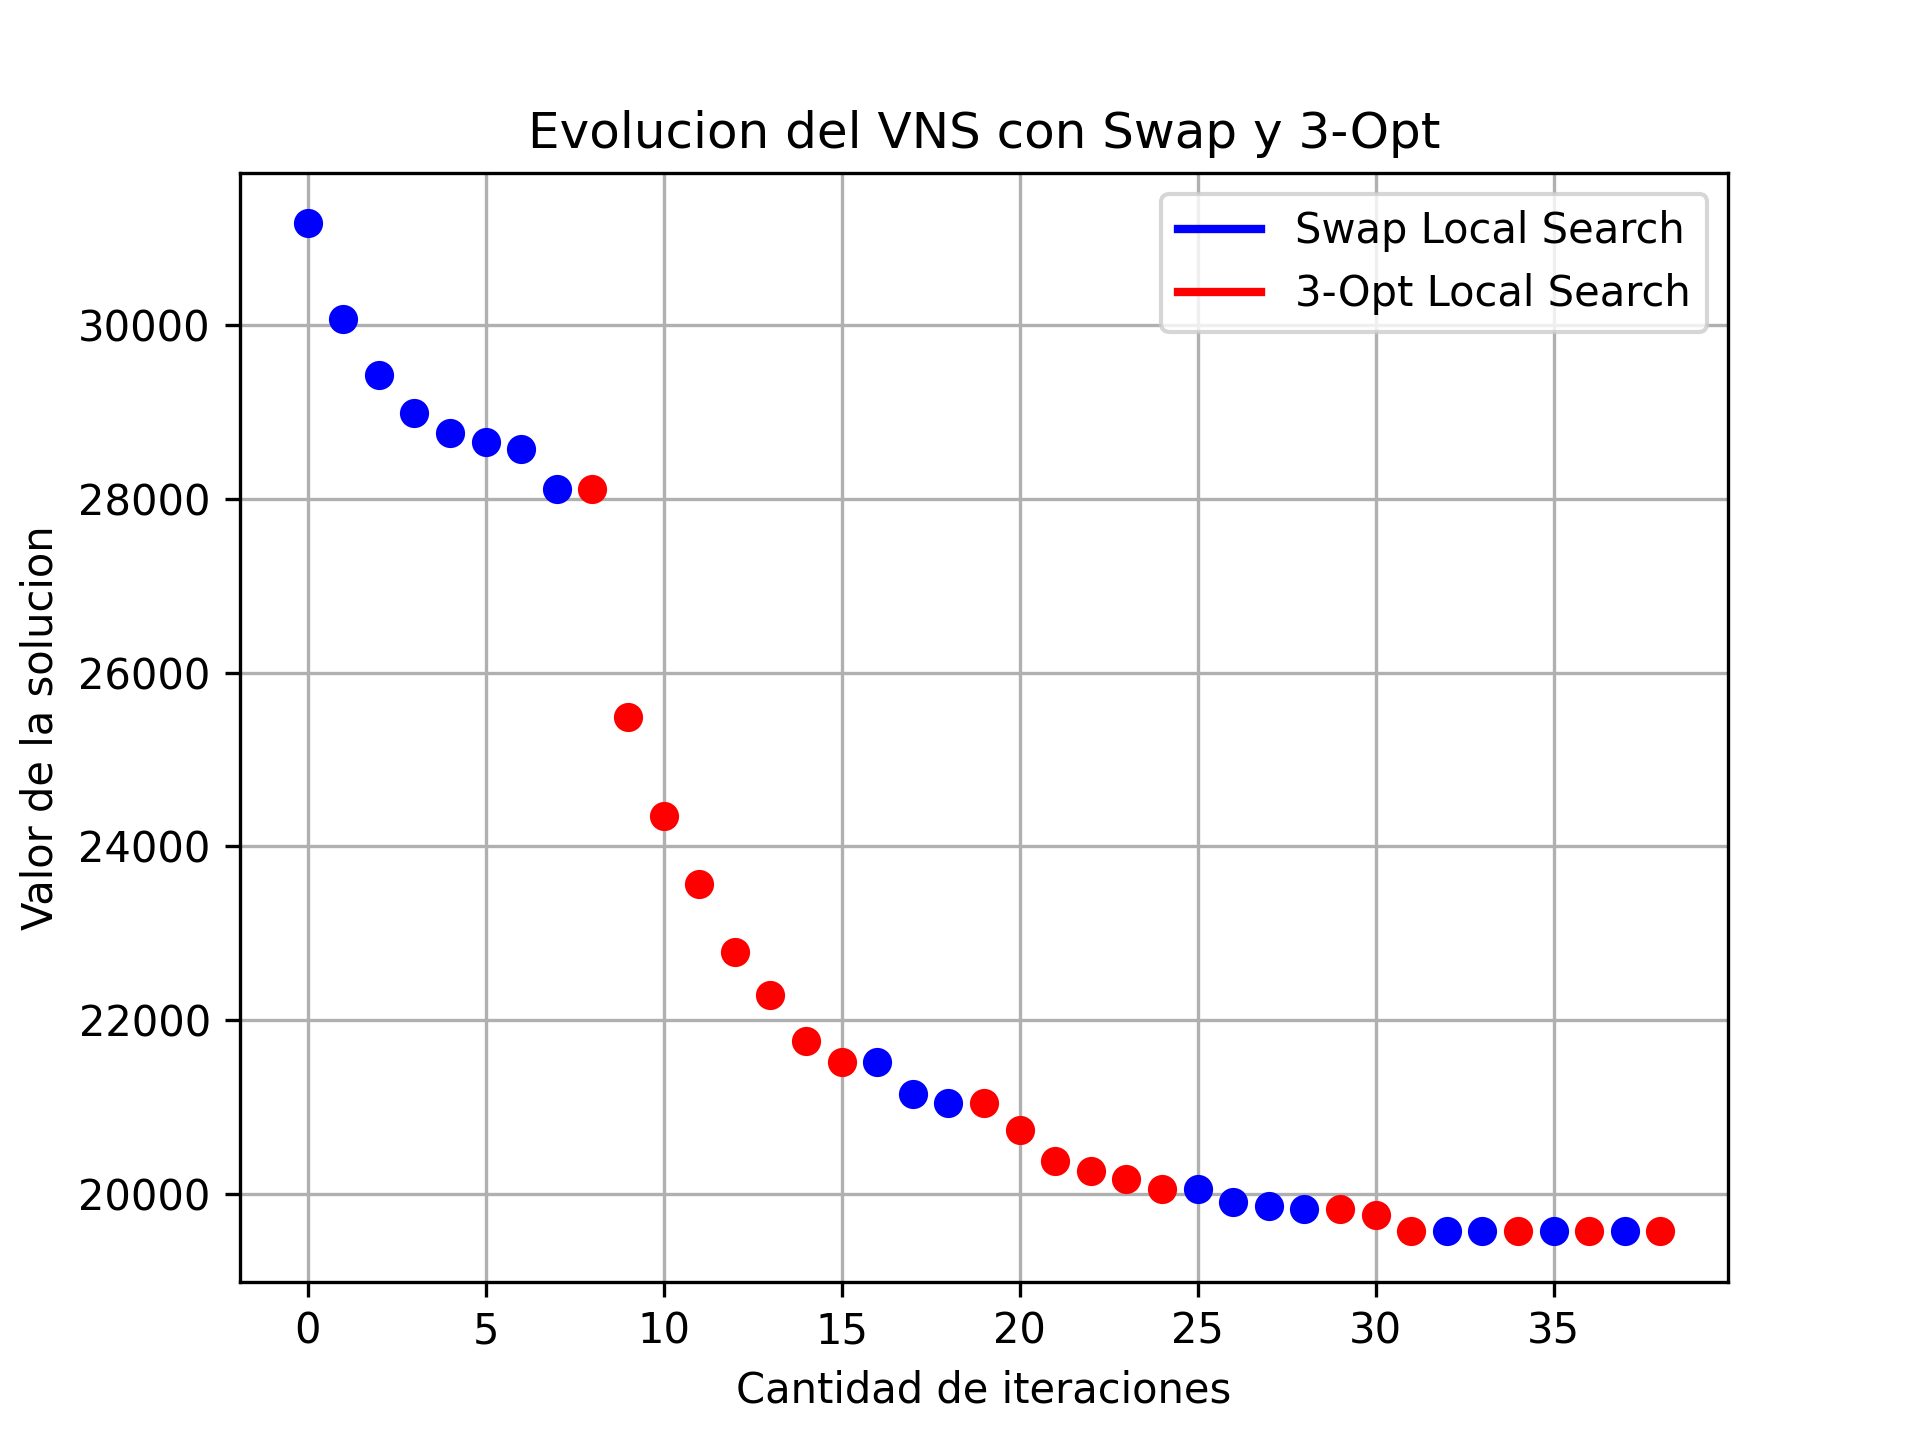 Evolucion del VNS con Swap y 3-Opt
Swap Local Search
3-Opt Local Search
Valor de la solucion
30000
28000
26000
24000
22000
20000
0 5 10 15 20 25 30 35
Cantidad de iteraciones